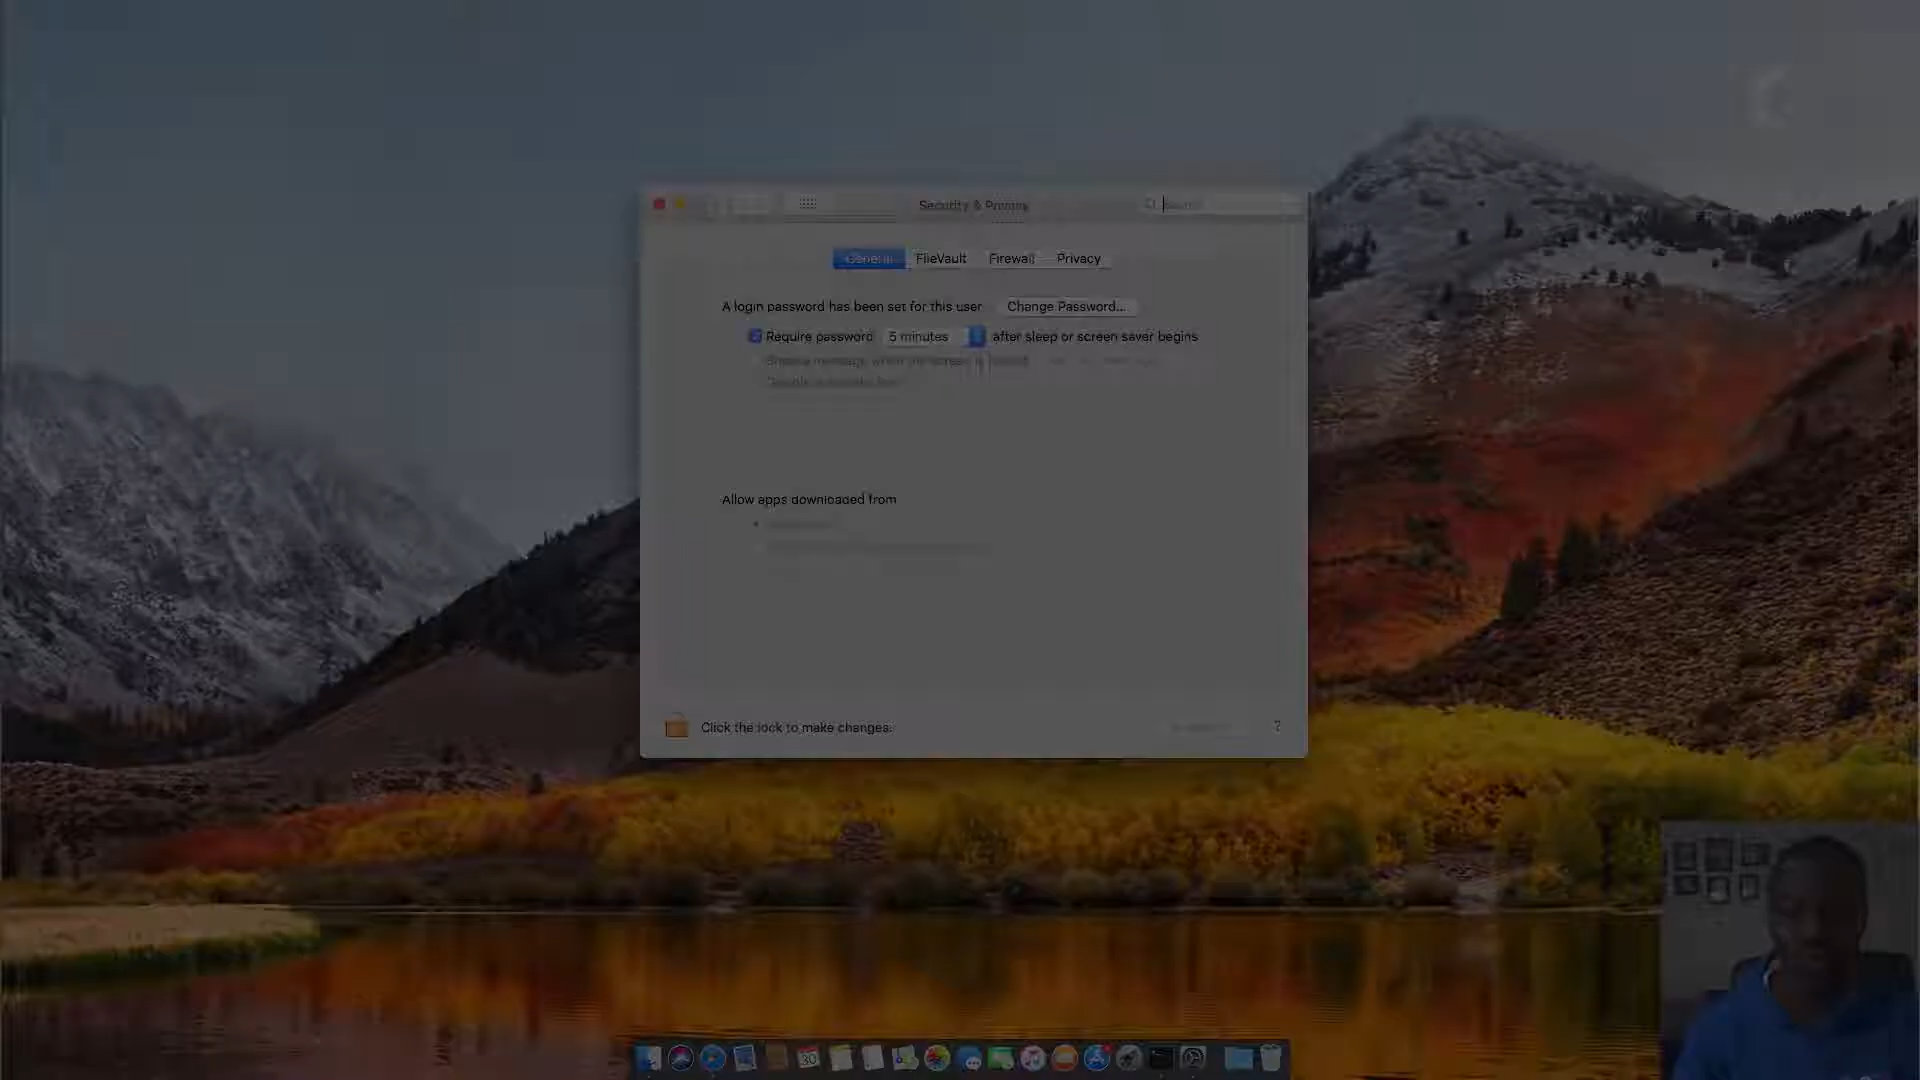 Security & Privacy
General FileVault Firewall Privacy
A login password has been set for this user Change Password...
Require password 5 minutes after sleep or screen saver begins
Allow apps downloaded from
Click the lock to make changes.
?
30